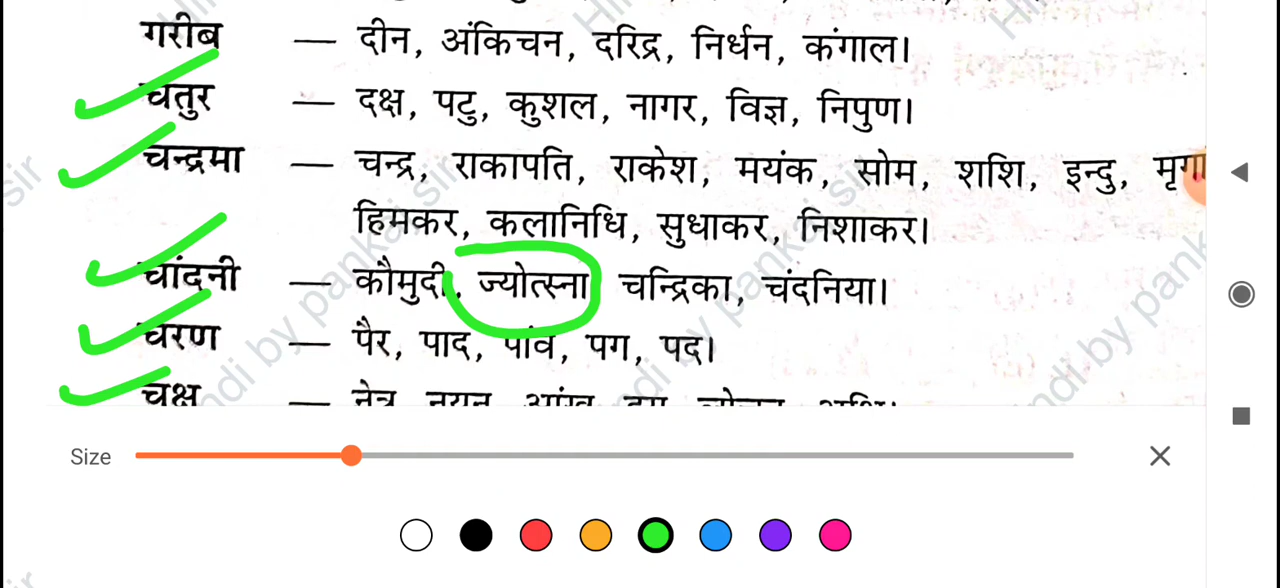 गरीब — दीन, अंकिचन, दरिद्र, निर्धन, कंगाल।
चतुर — दक्ष, पटु, कुशल, नागर, विज्ञ, निपुण।
चन्द्रमा — चन्द्र, राकापति, राकेश, मयंक, सोम, शशि, इन्दु, मृगा
हिमकर, कलानिधि, सुधाकर, निशाकर।
चांदनी — कौमुदी, ज्योत्स्ना चन्द्रिका, चंदनिया।
चरण — पैर, पाद, पांव, पग, पद।
Size